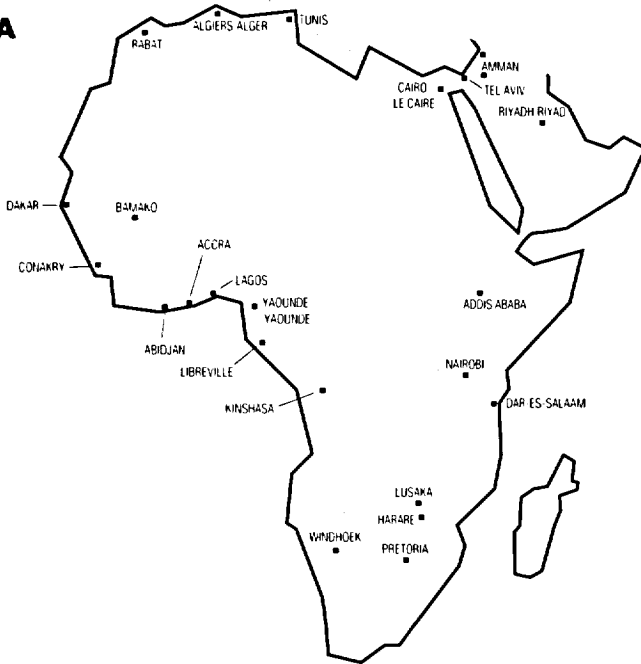 A
RABAT
ALGIERS ALGER
TUNIS
AMMAN
TEL AVIV
CAIRO
LE CAIRE
RIYADH RIYAD
DAKAR
BAMAKO
CONAKRY
ACCRA
LAGOS
YAOUNDE
YAOUNDE
ABIDJAN
LIBREVILLE
KINSHASA
ADDIS ABABA
NAIROBI
DAR-ES-SALAAM
LUSAKA
HARARE
WINDHOEK
PRETORIA